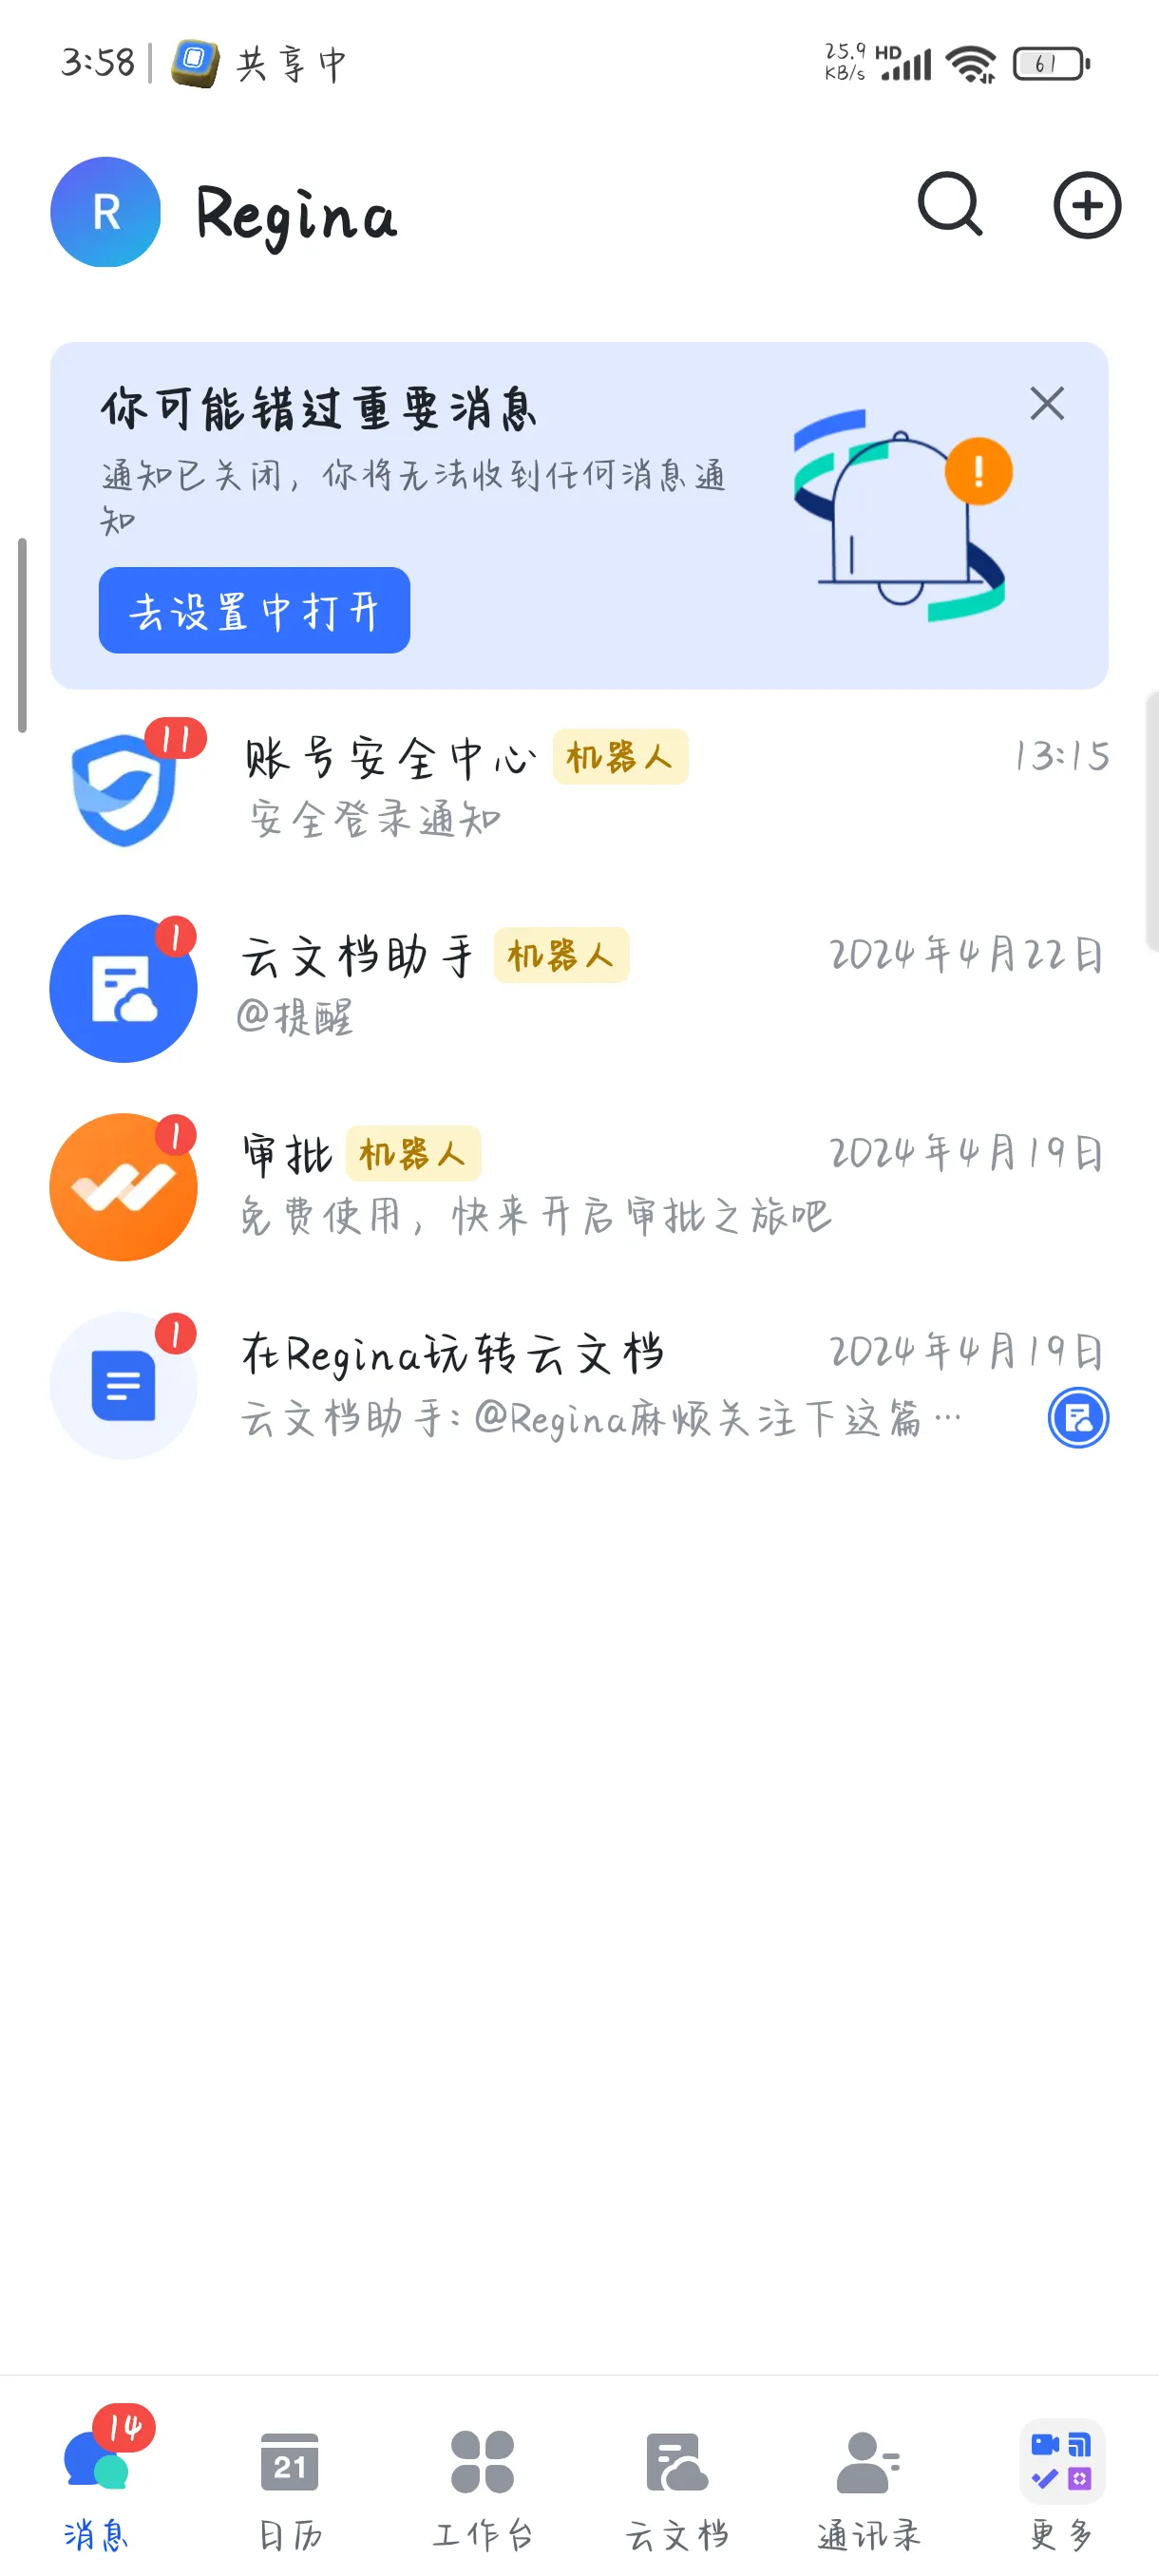 3:58
共享中
25.9
KB/s
HD
61
R
Regina
你可能错过重要消息
通知已关闭，你将无法收到任何消息通
知
去设置中打开
11
账号安全中心 机器人 13:15
安全登录通知
1
云文档助手 机器人 2024年4月22日
@提醒
1
审批 机器人 2024年4月19日
免费使用，快来开启审批之旅吧
1
在Regina玩转云文档 2024年4月19日
云文档助手: @Regina麻烦关注下这篇…
14
21
消息 日历 工作台 云文档 通讯录 更多